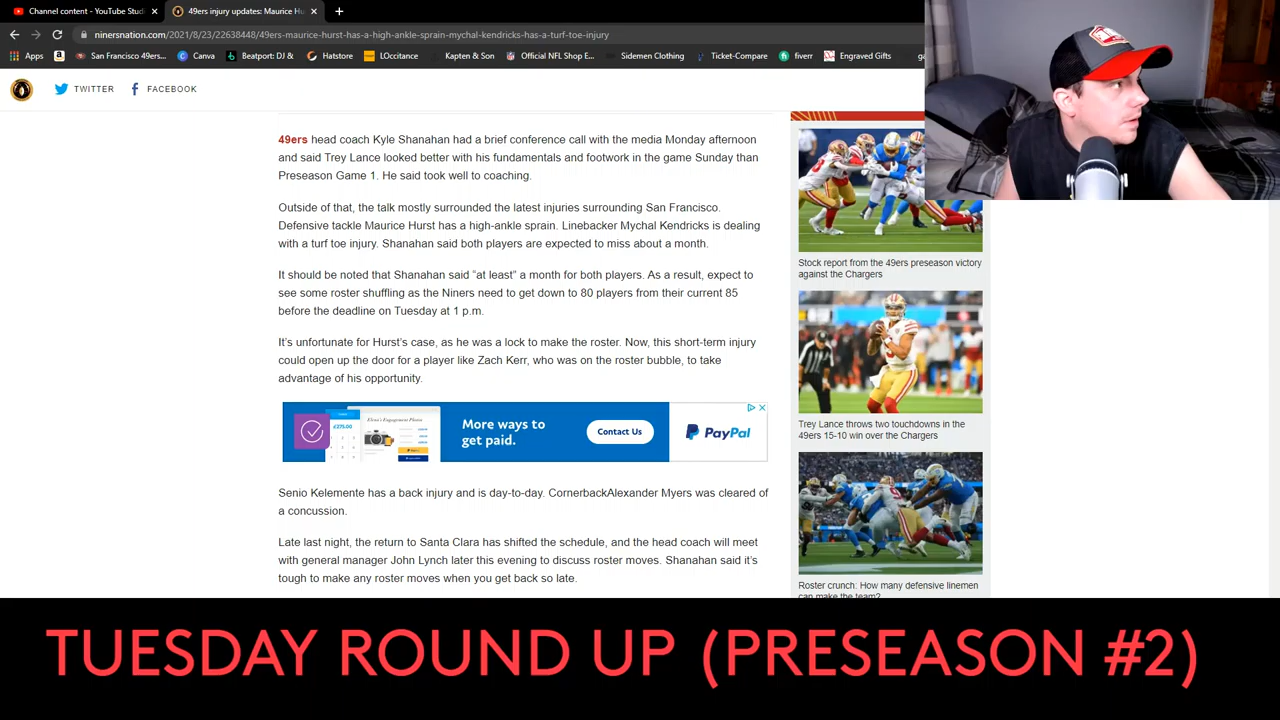 Channel content - YouTube Studi
49ers injury updates: Maurice Hu
ninersnation.com/2021/8/23/22638448/49ers-maurice-hurst-has-a-high-ankle-sprain-mychal-kendricks-has-a-turf-toe-injury
Apps San Francisco 49ers... Canva Beatport: DJ & Hatstore LOccitane Kapten & Son Official NFL Shop E... Sidemen Clothing Ticket-Compare fiverr Engraved Gifts
TWITTER FACEBOOK
49ers head coach Kyle Shanahan had a brief conference call with the media Monday afternoon
and said Trey Lance looked better with his fundamentals and footwork in the game Sunday than
Preseason Game 1. He said took well to coaching.
Outside of that, the talk mostly surrounded the latest injuries surrounding San Francisco.
Defensive tackle Maurice Hurst has a high-ankle sprain. Linebacker Mychal Kendricks is dealing
with a turf toe injury. Shanahan said both players are expected to miss about a month.
It should be noted that Shanahan said “at least” a month for both players. As a result, expect to
see some roster shuffling as the Niners need to get down to 80 players from their current 85
before the deadline on Tuesday at 1 p.m.
It’s unfortunate for Hurst’s case, as he was a lock to make the roster. Now, this short-term injury
could open up the door for a player like Zach Kerr, who was on the roster bubble, to take
advantage of his opportunity.
More ways to
get paid.
Contact Us
PayPal
Senio Kelemente has a back injury and is day-to-day. CornerbackAlexander Myers was cleared of
a concussion.
Late last night, the return to Santa Clara has shifted the schedule, and the head coach will meet
with general manager John Lynch later this evening to discuss roster moves. Shanahan said it’s
tough to make any roster moves when you get back so late.
Stock report from the 49ers preseason victory
against the Chargers
Trey Lance throws two touchdowns in the
49ers 15-10 win over the Chargers
Roster crunch: How many defensive linemen
can make the team?
TUESDAY ROUND UP (PRESEASON #2)